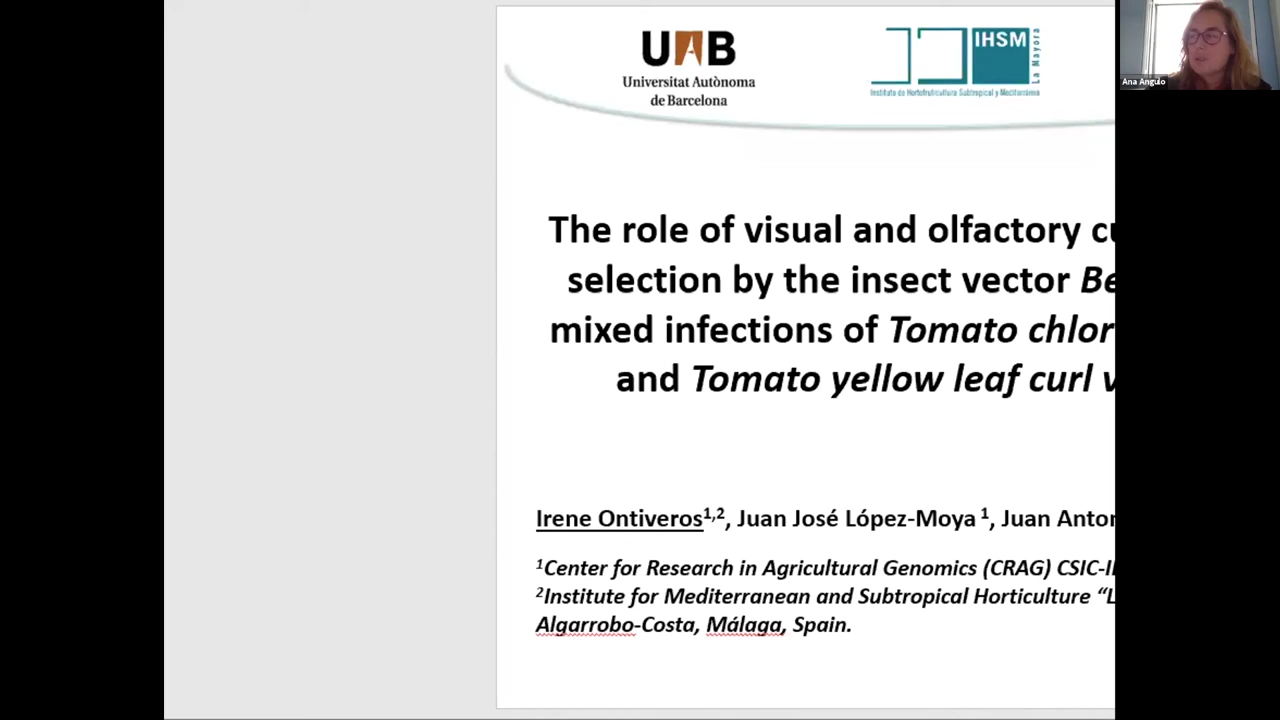 UAB
Universitat Autònoma
de Barcelona
IHSM
La Mayora
Instituto de Hortofruticultura Subtropical y Mediterránea
Ana Anguio
The role of visual and olfactory cu
selection by the insect vector Be
mixed infections of Tomato chlor
and Tomato yellow leaf curl v
Irene Ontiveros1,2, Juan José López-Moya 1, Juan Anton
1Center for Research in Agricultural Genomics (CRAG) CSIC-I
2Institute for Mediterranean and Subtropical Horticulture “L
Algarrobo-Costa, Málaga, Spain.